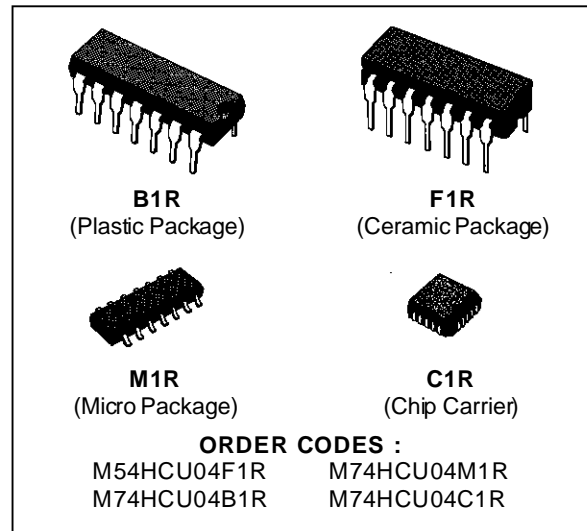 B1R
(Plastic Package)
F1R
(Ceramic Package)
M1R
(Micro Package)
C1R
(Chip Carrier)
ORDER CODES :
M54HCU04F1R M74HCU04M1R
M74HCU04B1R M74HCU04C1R